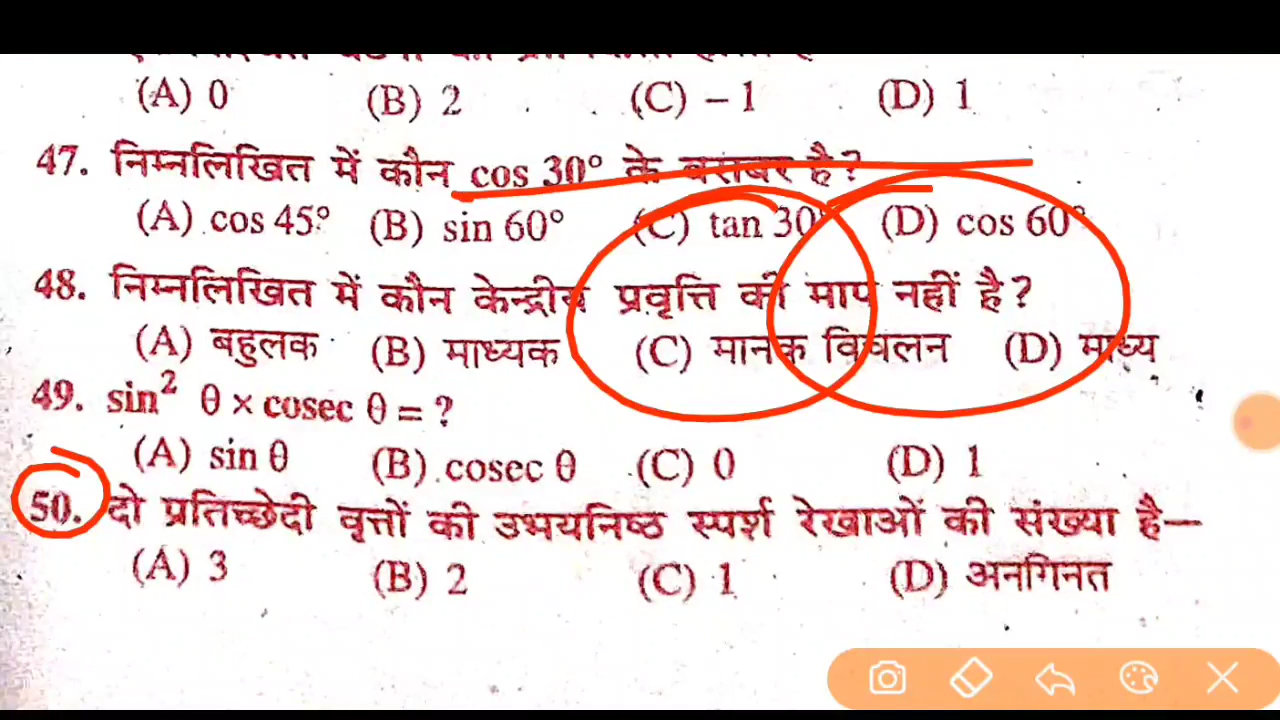 (A) 0 (B) 2 (C) – 1 (D) 1
47. निम्नलिखित में कौन cos 30° के बराबर है?
(A) cos 45° (B) sin 60° (C) tan 30° (D) cos 60°
48. निम्नलिखित में कौन केन्द्रीय प्रवृत्ति की माप नहीं है?
(A) बहुलक (B) माध्यक (C) मानक विचलन (D) माध्य
49. sin² θ × cosec θ = ?
(A) sin θ (B) cosec θ (C) 0 (D) 1
50. दो प्रतिच्छेदी वृत्तों की उभयनिष्ठ स्पर्श रेखाओं की संख्या है—
(A) 3 (B) 2 (C) 1 (D) अनगिनत